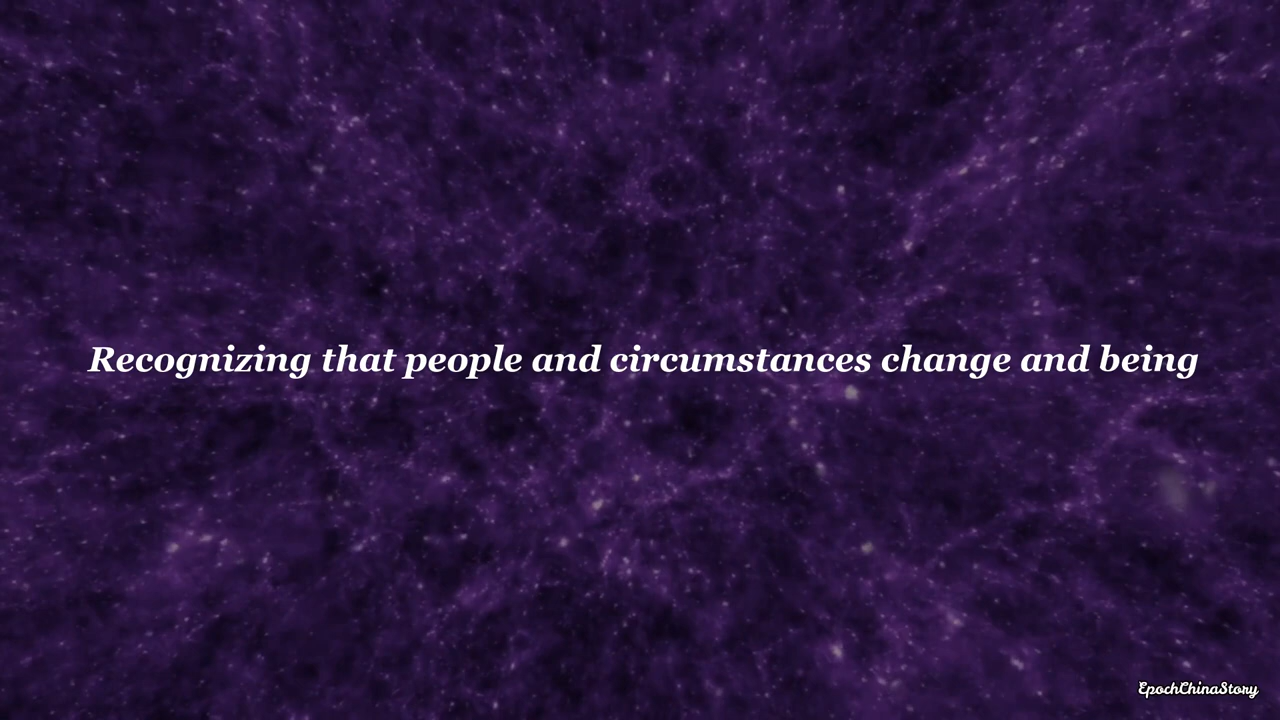 Recognizing that people and circumstances change and being
EpochChinaStory